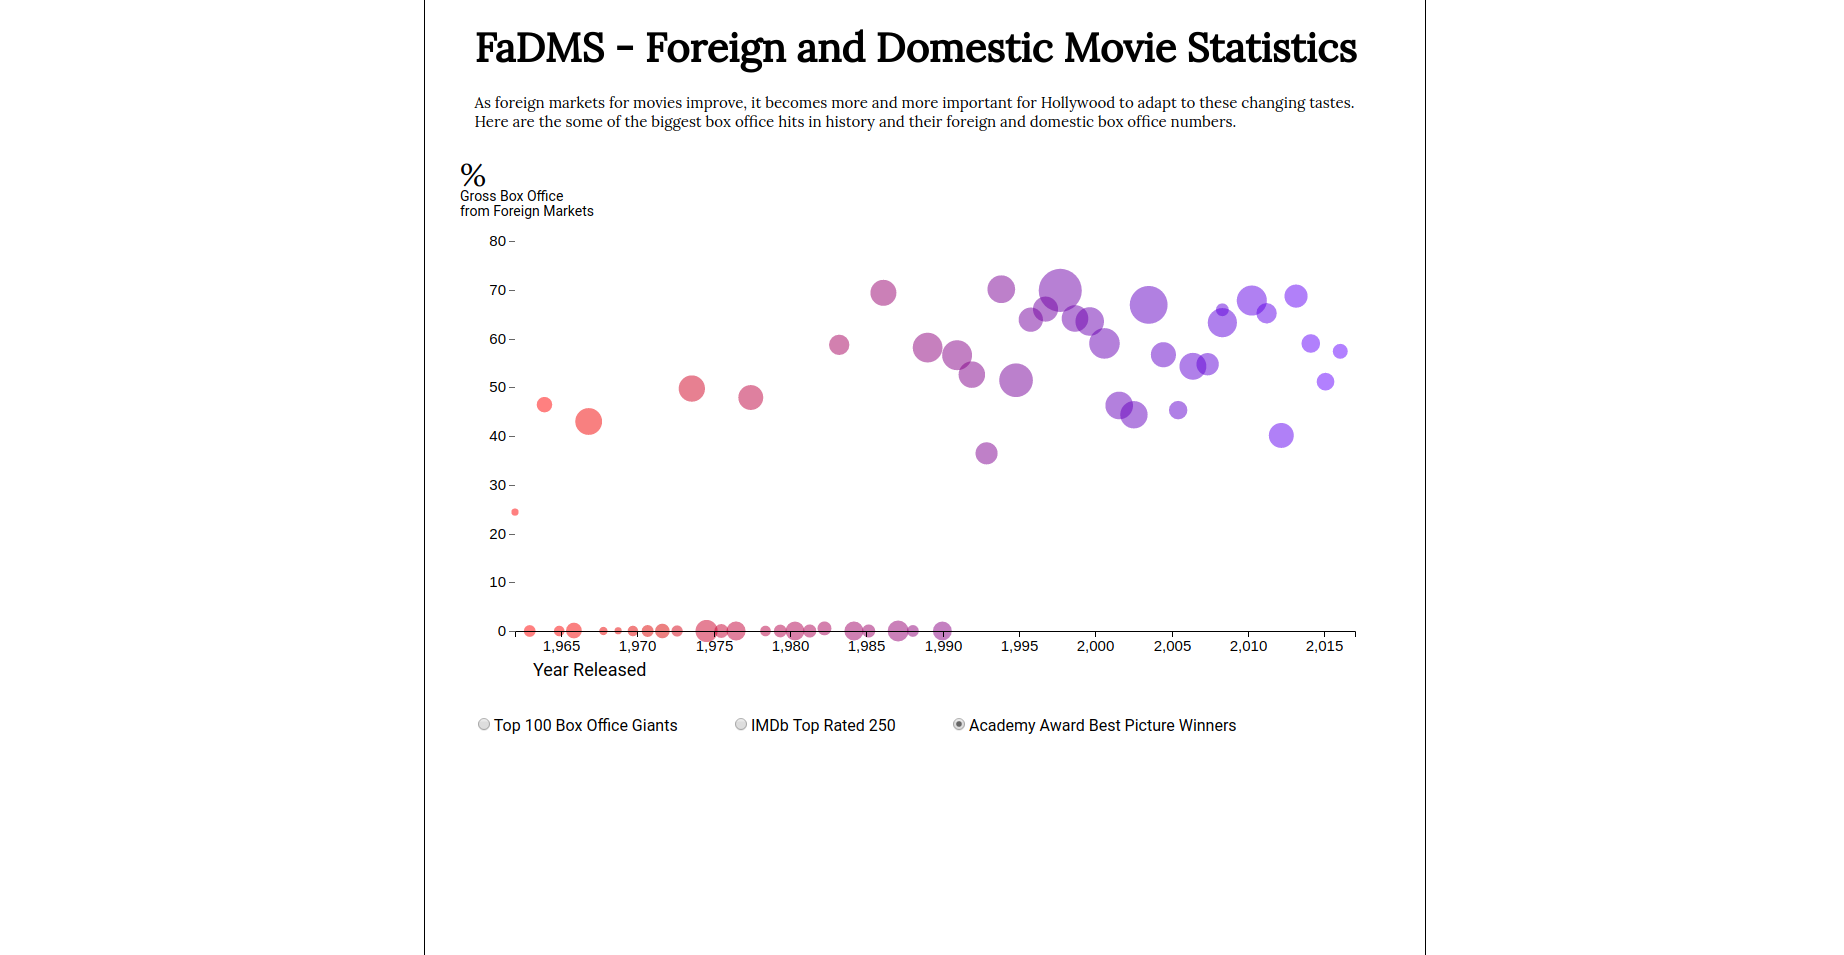 FaDMS - Foreign and Domestic Movie Statistics
As foreign markets for movies improve, it becomes more and more important for Hollywood to adapt to these changing tastes.
Here are the some of the biggest box office hits in history and their foreign and domestic box office numbers.
%
Gross Box Office
from Foreign Markets
80
70
60
50
40
30
20
10
0
1,965 1,970 1,975 1,980 1,985 1,990 1,995 2,000 2,005 2,010 2,015
Year Released
Top 100 Box Office Giants IMDb Top Rated 250 Academy Award Best Picture Winners